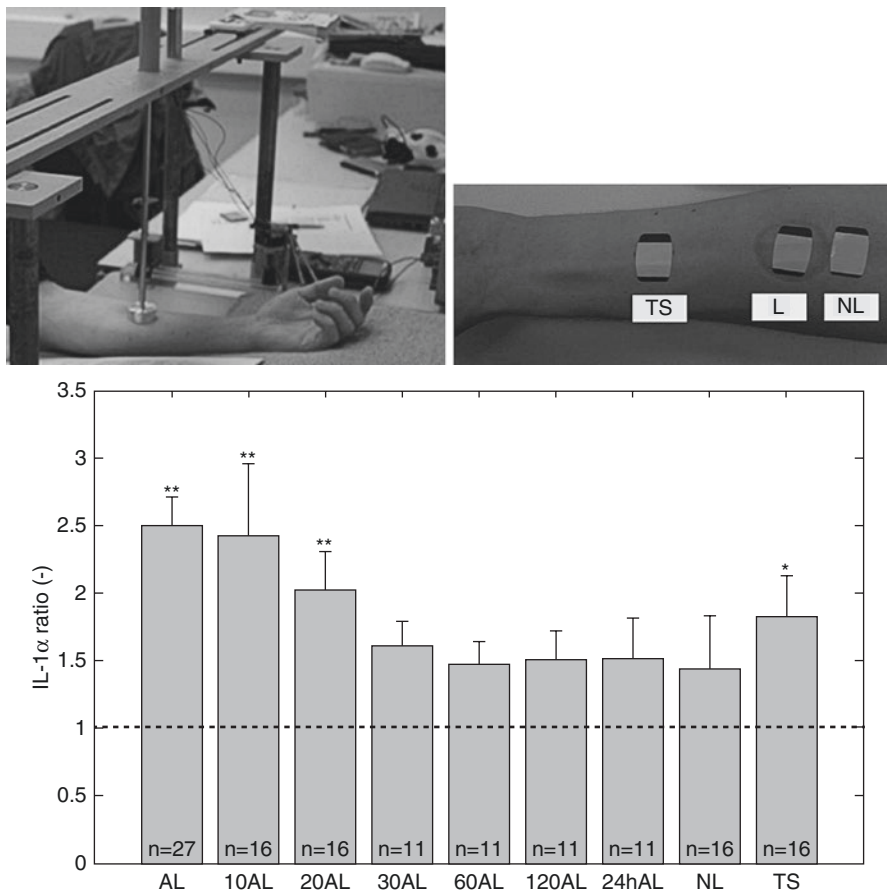 TS
L
NL
3.5
3
2.5
2
1.5
1
0.5
0
IL-1α ratio (-)
**
**
**
*
n=27 n=16 n=16 n=11 n=11 n=11 n=11 n=16 n=16
AL 10AL 20AL 30AL 60AL 120AL 24hAL NL TS